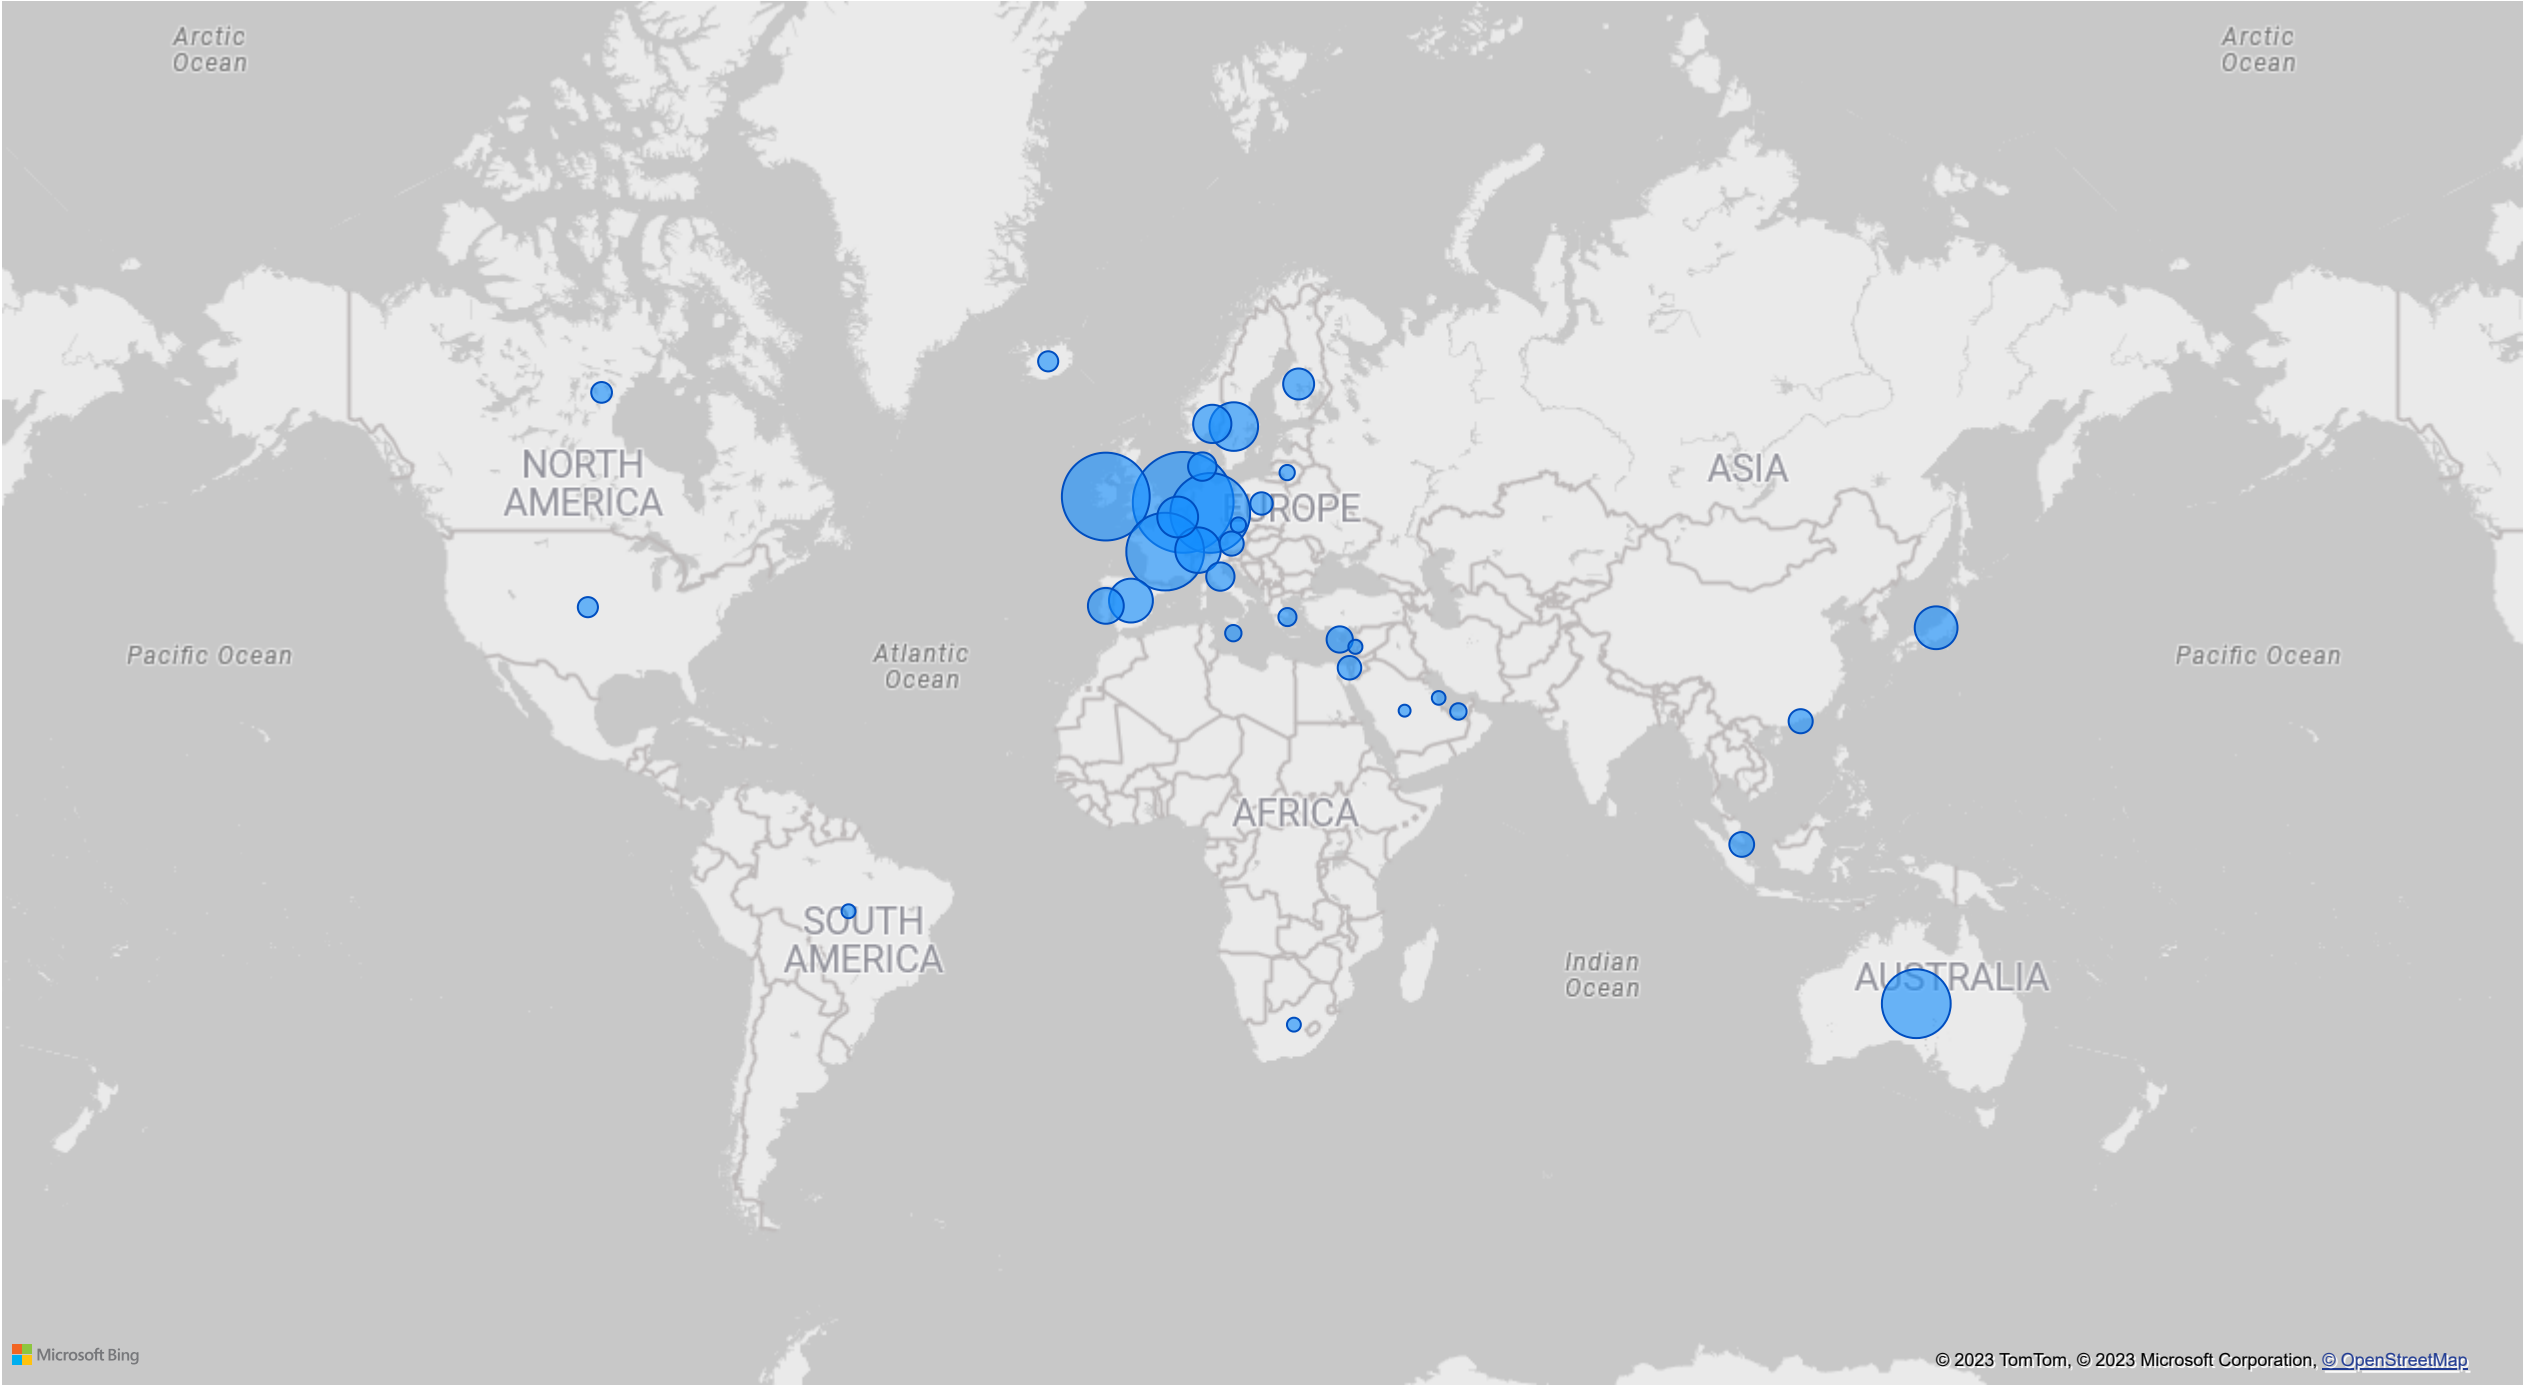 Arctic
Ocean
Arctic
Ocean
NORTH
AMERICA
EUROPE
ASIA
Pacific Ocean
Atlantic
Ocean
Pacific Ocean
AFRICA
SOUTH
AMERICA
Indian
Ocean
AUSTRALIA
Microsoft Bing
© 2023 TomTom, © 2023 Microsoft Corporation, © OpenStreetMap